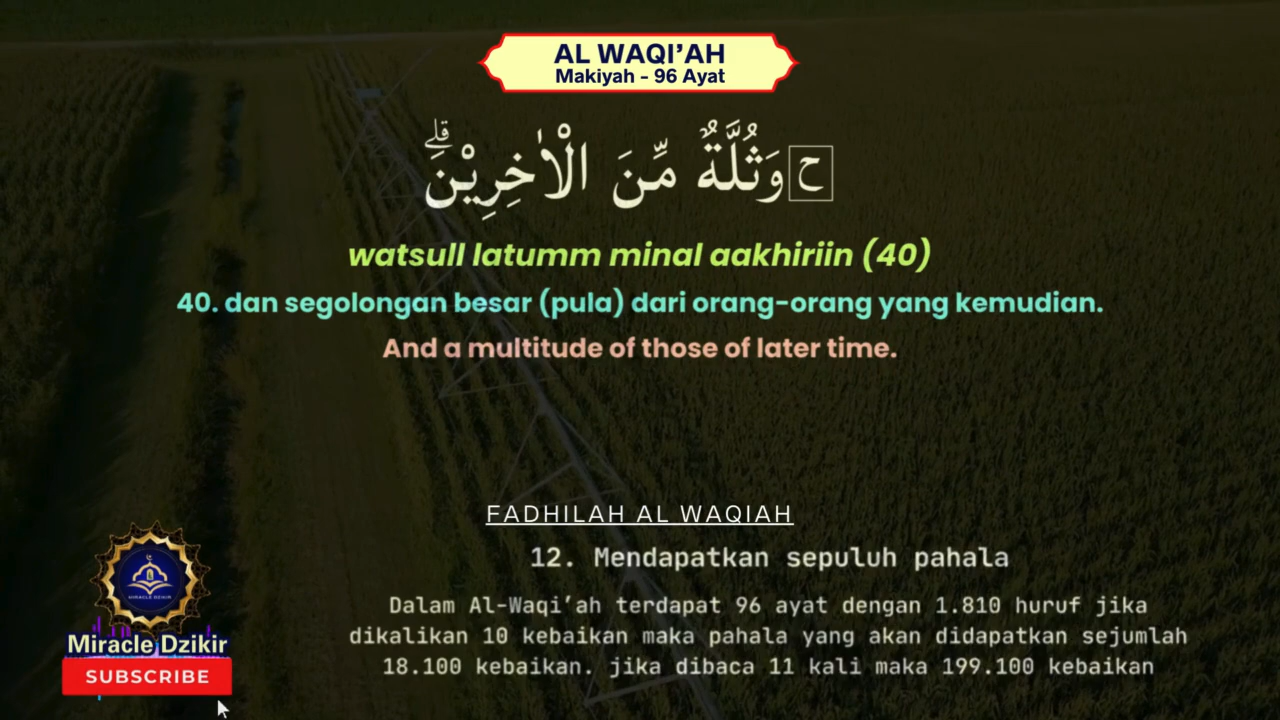 AL WAQI’AH
Makiyah - 96 Ayat
ح وَثُلَّةٌ مِّنَ الْاٰخِرِيْنَۗ
watsull latumm minal aakhiriin (40)
40. dan segolongan besar (pula) dari orang-orang yang kemudian.
And a multitude of those of later time.
FADHILAH AL WAQIAH
12. Mendapatkan sepuluh pahala
Dalam Al-Waqi’ah terdapat 96 ayat dengan 1.810 huruf jika
dikalikan 10 kebaikan maka pahala yang akan didapatkan sejumlah
18.100 kebaikan. jika dibaca 11 kali maka 199.100 kebaikan
MIRACLE DZIKIR
Miracle Dzikir
SUBSCRIBE